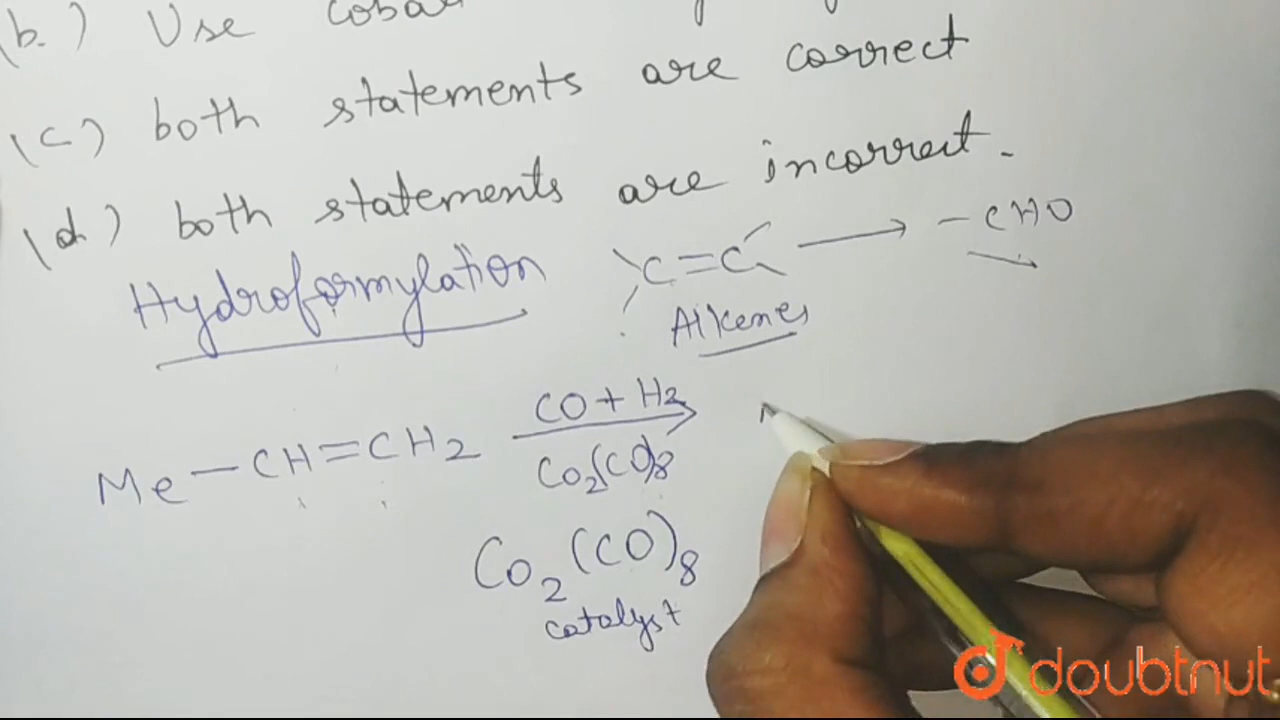 (b.) Use
(c) both statements are correct
(d.) both statements are incorrect.
Hydroformylation C=C → -CHO
Alkenes
Me-CH=CH2 CO+H2
Co2(CO)8
Co2(CO)8
catalyst
doubtnut